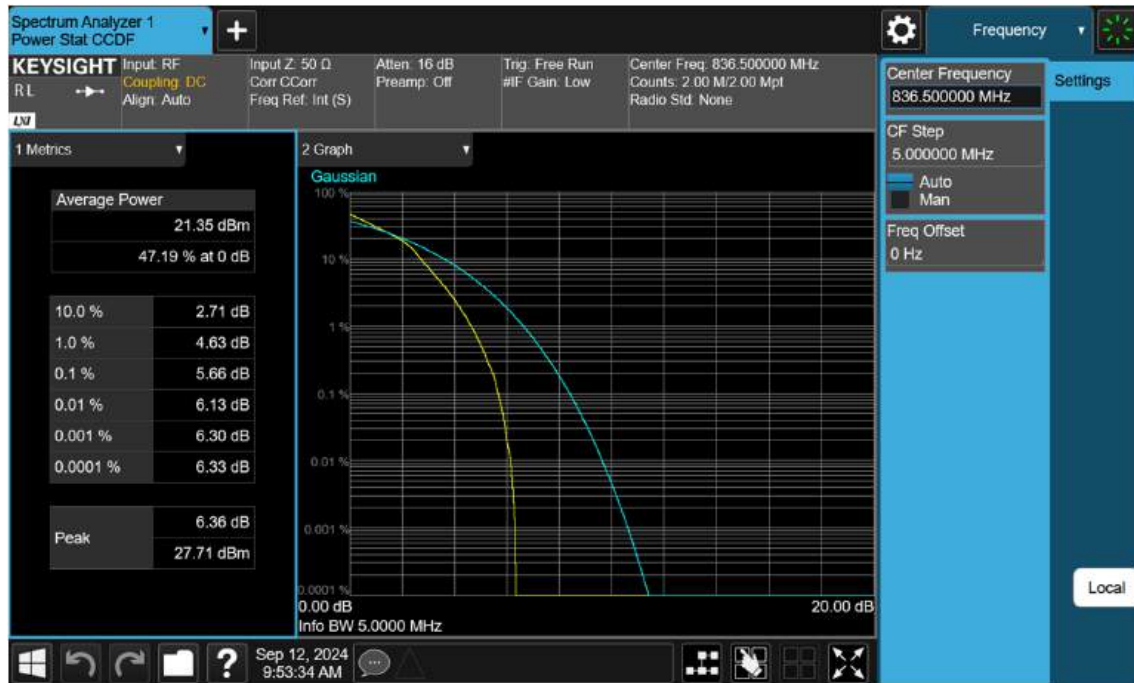 Spectrum Analyzer 1
Power Stat CCDF
Frequency
KEYSIGHT
RL
LXI
Input: RF
Coupling: DC
Align: Auto
Input Z: 50 Ω
Corr CCorr
Freq Ref: Int (S)
Atten: 16 dB
Preamp: Off
Trig: Free Run
#IF Gain: Low
Center Freq: 836.500000 MHz
Counts: 2.00 M/2.00 Mpt
Radio Std: None
Center Frequency
836.500000 MHz
Settings
CF Step
5.000000 MHz
Auto
Man
Freq Offset
0 Hz
Local
1 Metrics
Average Power
21.35 dBm
47.19 % at 0 dB
10.0 % 2.71 dB
1.0 % 4.63 dB
0.1 % 5.66 dB
0.01 % 6.13 dB
0.001 % 6.30 dB
0.0001 % 6.33 dB
Peak
6.36 dB
27.71 dBm
2 Graph
Gaussian
100 %
10 %
1 %
0.1 %
0.01 %
0.001 %
0.0001 %
0.00 dB 20.00 dB
Info BW 5.0000 MHz
?
Sep 12, 2024
9:53:34 AM